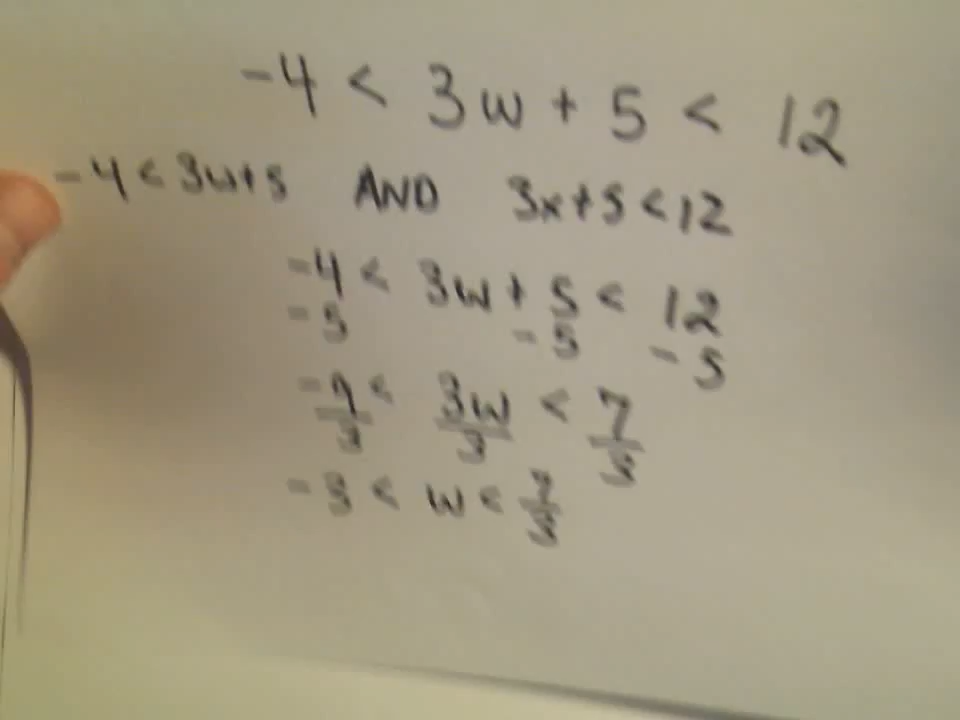 -4 < 3w + 5 < 12
-4 < 3w+5 AND 3x+5 < 12
-4 < 3w + 5 < 12
-5 -5 -5
-9/3 < 3w/3 < 7/3
-3 < w < 7/3